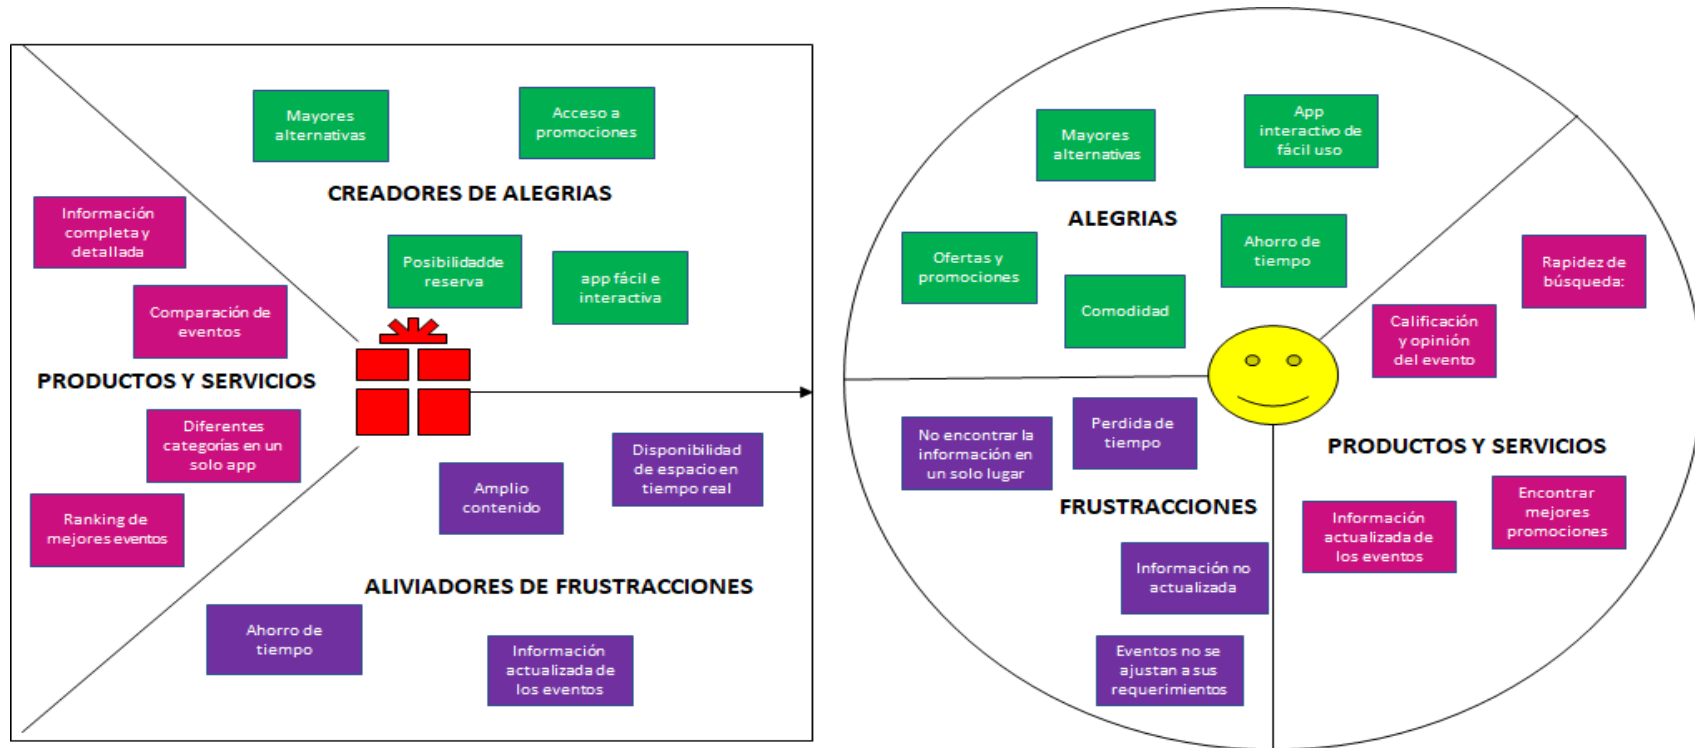 Mayores
alternativas
Acceso a
promociones
CREADORES DE ALEGRIAS
Posibilidadde
reserva
app fácil e
interactiva
Información
completa y
detallada
Comparación de
eventos
PRODUCTOS Y SERVICIOS
Diferentes
categorías en un
solo app
Ranking de
mejores eventos
Disponibilidad
de espacio en
tiempo real
Amplio
contenido
ALIVIADORES DE FRUSTRACCIONES
Ahorro de
tiempo
Información
actualizada de
los eventos
Mayores
alternativas
App
interactivo de
fácil uso
ALEGRIAS
Ofertas y
promociones
Ahorro de
tiempo
Comodidad
Rapidez de
búsqueda:
Calificación
y opinión
del evento
PRODUCTOS Y SERVICIOS
Información
actualizada de
los eventos
Encontrar
mejores
promociones
No encontrar la
información en
un solo lugar
Perdida de
tiempo
FRUSTRACCIONES
Información no
actualizada
Eventos no se
ajustan a sus
requerimientos